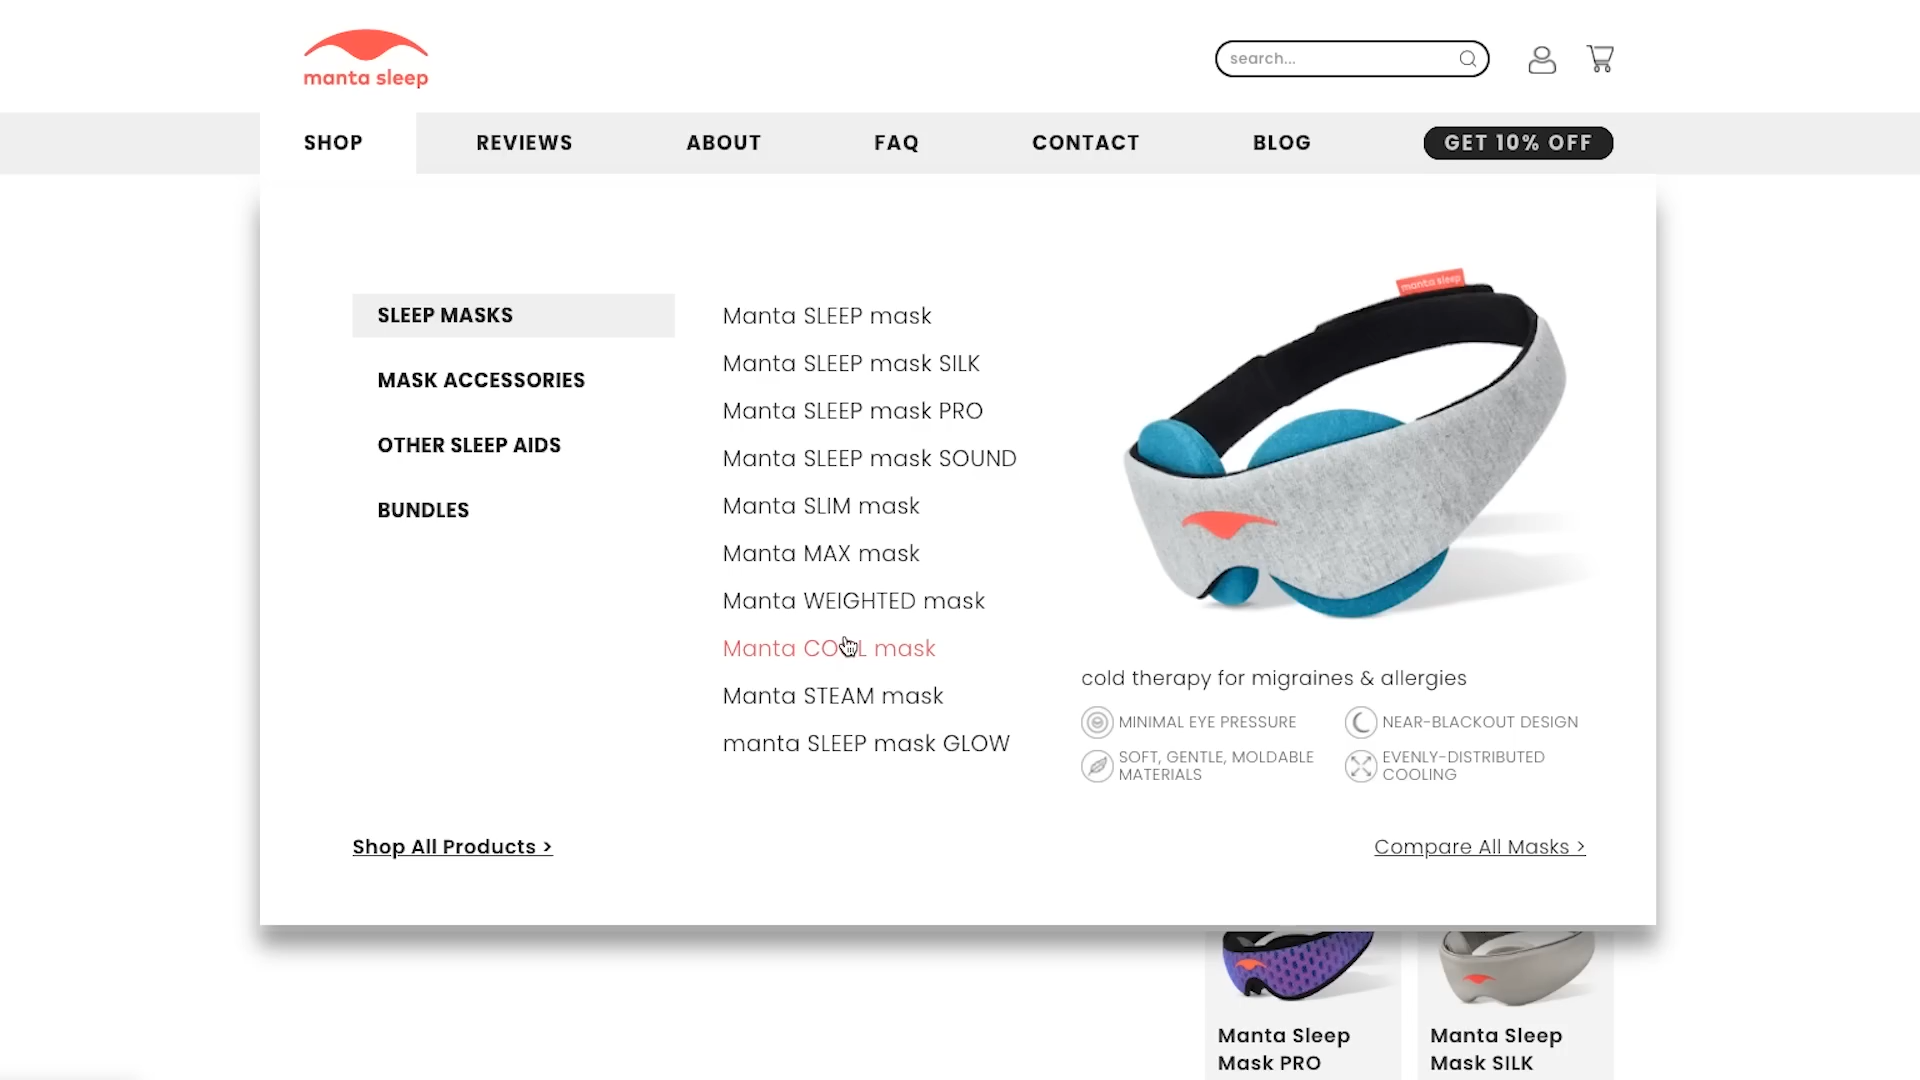 manta sleep
search...
SHOP
REVIEWS
ABOUT
FAQ
CONTACT
BLOG
GET 10% OFF
SLEEP MASKS
MASK ACCESSORIES
OTHER SLEEP AIDS
BUNDLES
Manta SLEEP mask
Manta SLEEP mask SILK
Manta SLEEP mask PRO
Manta SLEEP mask SOUND
Manta SLIM mask
Manta MAX mask
Manta WEIGHTED mask
Manta COOL mask
Manta STEAM mask
manta SLEEP mask GLOW
manta sleep
cold therapy for migraines & allergies
MINIMAL EYE PRESSURE
NEAR-BLACKOUT DESIGN
SOFT, GENTLE, MOLDABLE
MATERIALS
EVENLY-DISTRIBUTED
COOLING
Shop All Products >
Compare All Masks >
Manta Sleep
Mask PRO
Manta Sleep
Mask SILK